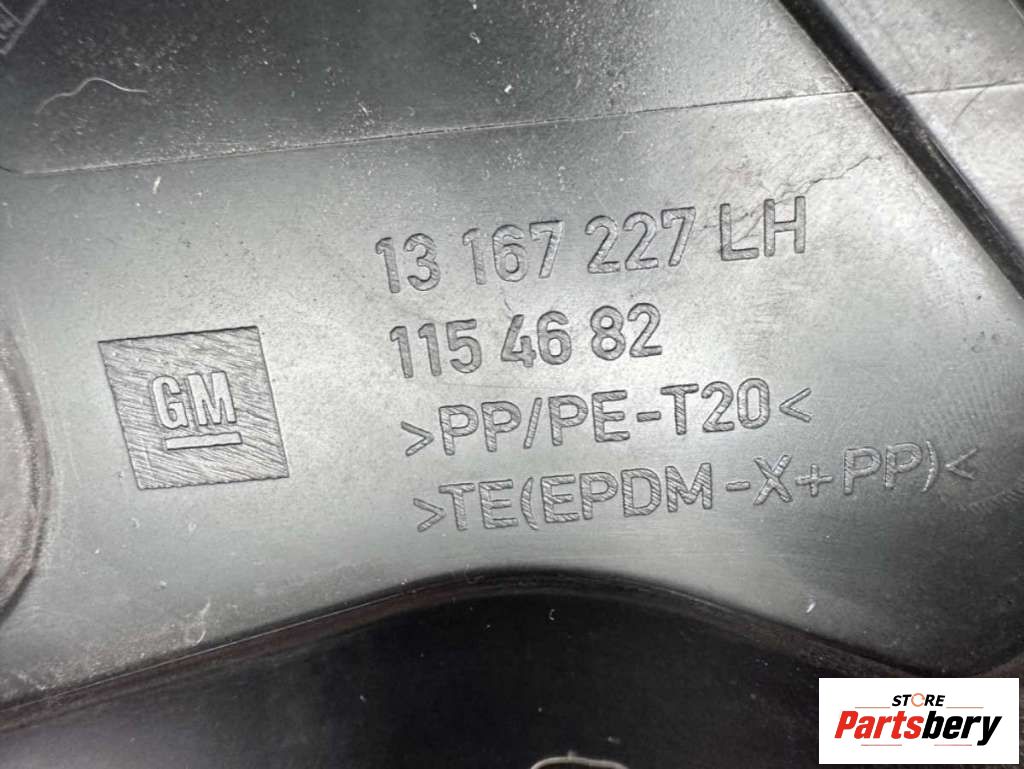 13 167 227 LH
115 46 82
GM
>PP/PE-T20<
>TE(EPDM-X+PP)<
STORE
Partsbery